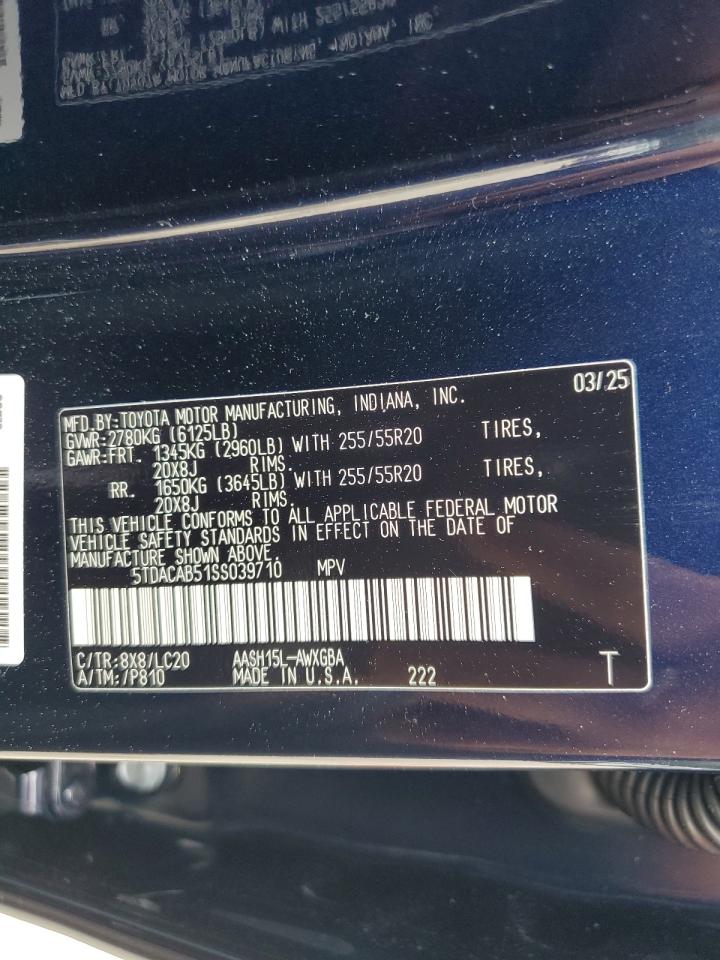 03/25
MFD.BY:TOYOTA MOTOR MANUFACTURING, INDIANA, INC.
GVWR:2780KG (6125LB)
GAWR:FRT. 1345KG (2960LB) WITH 255/55R20 TIRES,
20X8J RIMS.
RR. 1650KG (3645LB) WITH 255/55R20 TIRES,
20X8J RIMS.
THIS VEHICLE CONFORMS TO ALL APPLICABLE FEDERAL MOTOR
VEHICLE SAFETY STANDARDS IN EFFECT ON THE DATE OF
MANUFACTURE SHOWN ABOVE.
5TDACAB51SS039710 MPV
C/TR:8X8/LC20 AASH15L-AWXGBA
A/TM:/P810 MADE IN U.S.A. 222 T